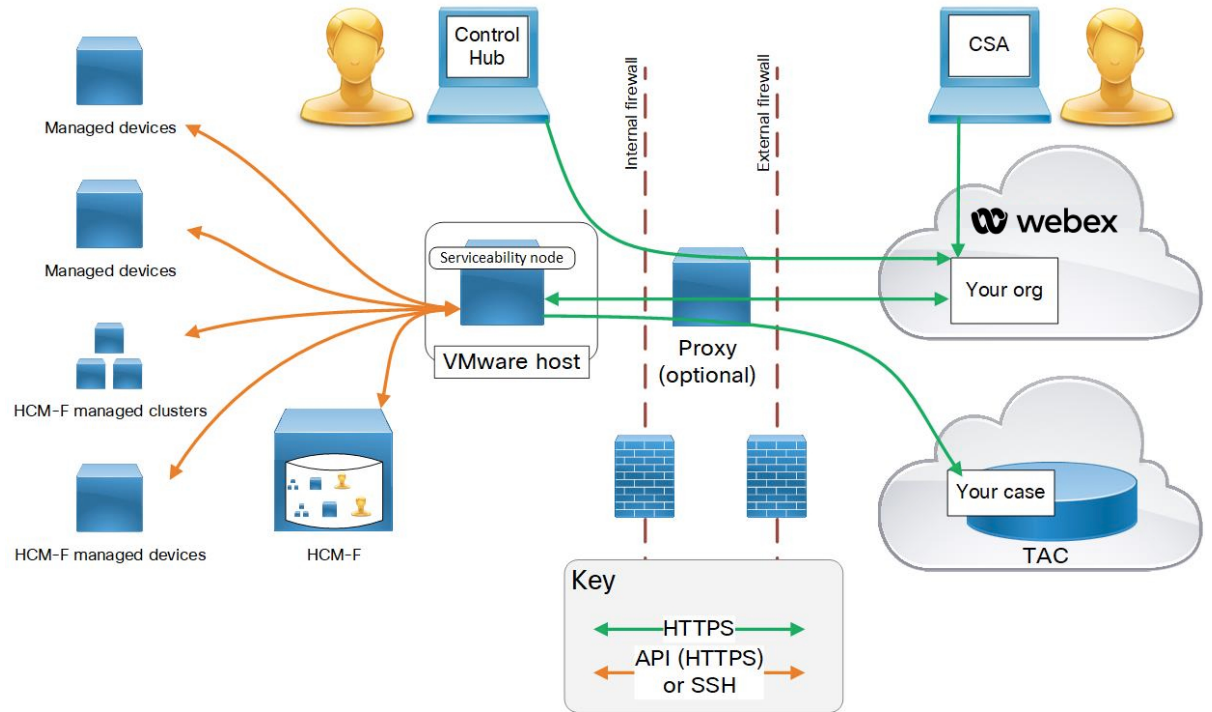 Control
Hub
CSA
Managed devices
Internal firewall
External firewall
Managed devices
webex
Serviceability node
Your org
VMware host
Proxy
(optional)
HCM-F managed clusters
Your case
HCM-F managed devices
HCM-F
TAC
Key
HTTPS
API (HTTPS)
or SSH